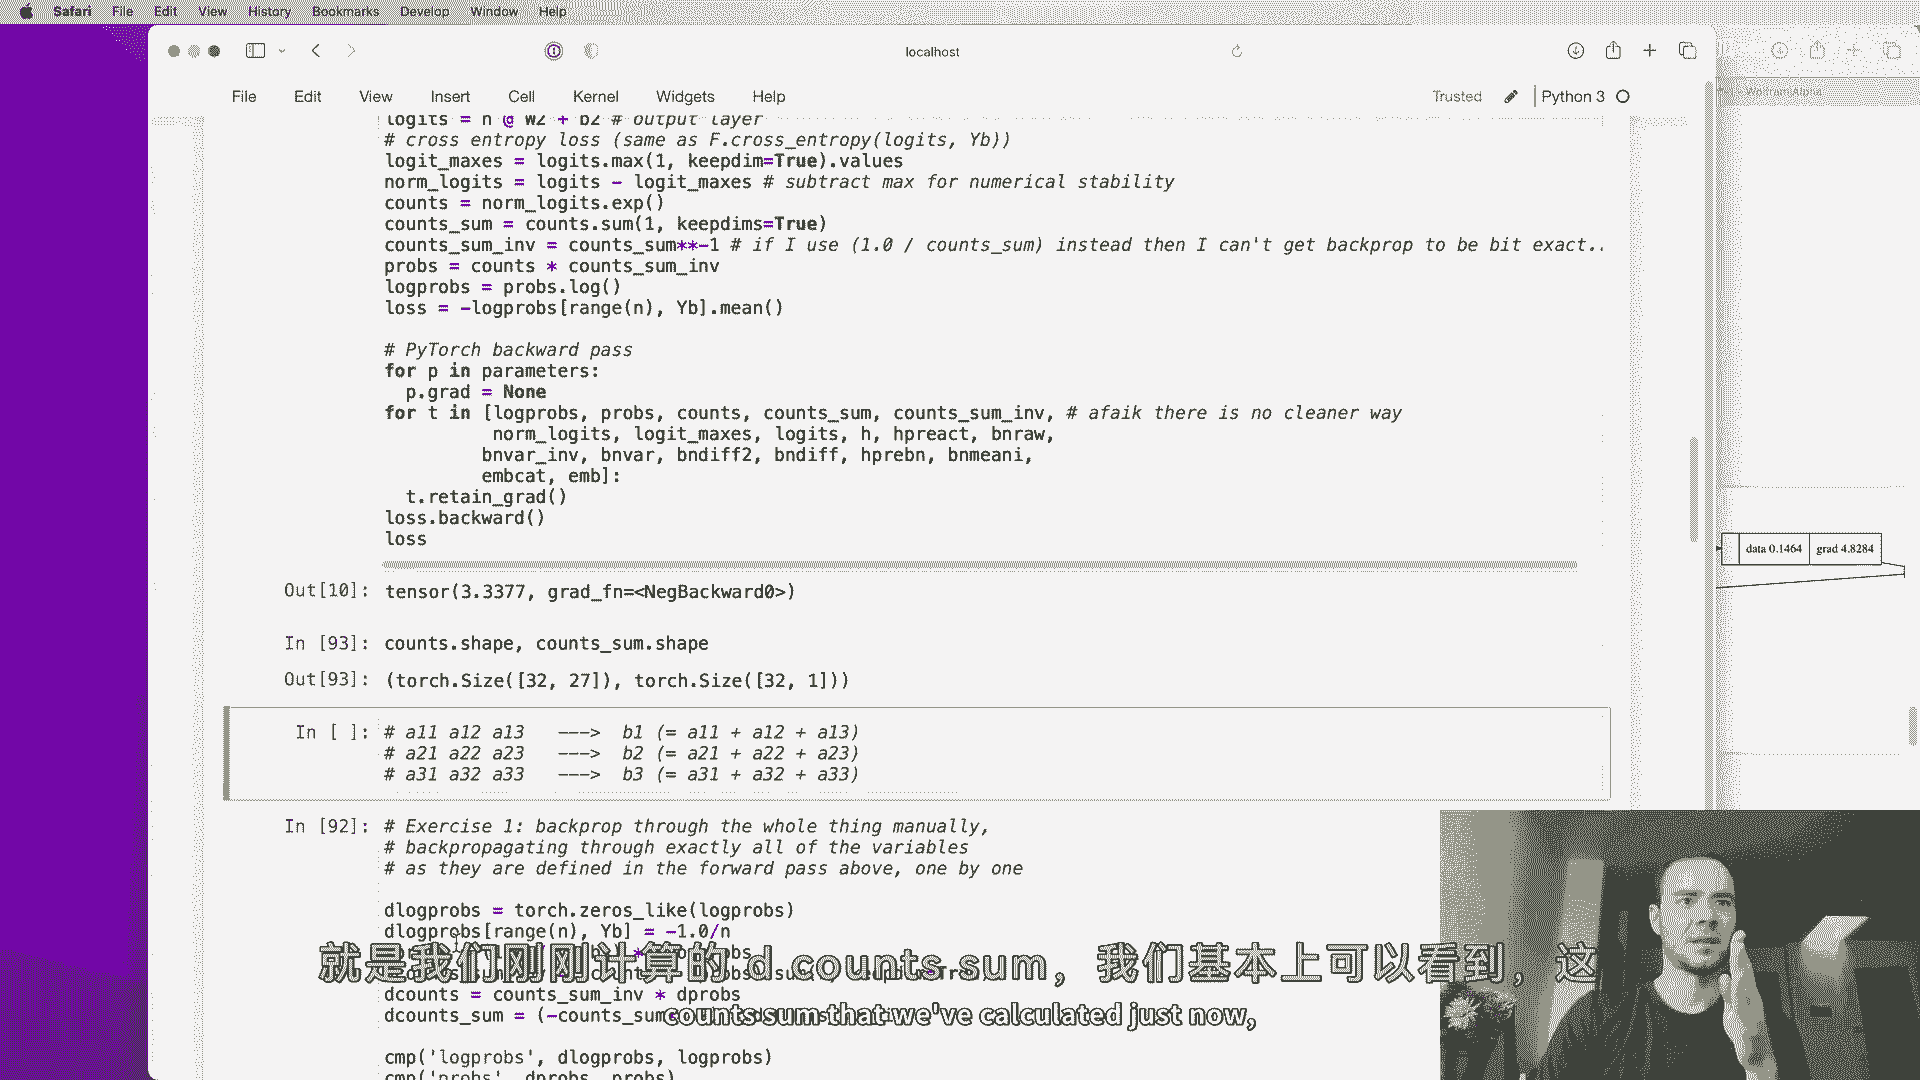 Safari File Edit View History Bookmarks Develop Window Help
localhost
WolframAlpha
File Edit View Insert Cell Kernel Widgets Help
Trusted Python 3
logits = h @ W2 + b2 # output layer
# cross entropy loss (same as F.cross_entropy(logits, Yb))
logit_maxes = logits.max(1, keepdim=True).values
norm_logits = logits - logit_maxes # subtract max for numerical stability
counts = norm_logits.exp()
counts_sum = counts.sum(1, keepdims=True)
counts_sum_inv = counts_sum**-1 # if I use (1.0 / counts_sum) instead then I can't get backprop to be bit exact..
probs = counts * counts_sum_inv
logprobs = probs.log()
loss = -logprobs[range(n), Yb].mean()
# PyTorch backward pass
for p in parameters:
p.grad = None
for t in [logprobs, probs, counts, counts_sum, counts_sum_inv, # afaik there is no cleaner way
norm_logits, logit_maxes, logits, h, hpreact, bnraw,
bnvar_inv, bnvar, bndiff2, bndiff, hprebn, bnmeani,
embcat, emb]:
t.retain_grad()
loss.backward()
loss
data 0.1464 grad 4.8284
Out[10]: tensor(3.3377, grad_fn=<NegBackward0>)
In [93]: counts.shape, counts_sum.shape
Out[93]: (torch.Size([32, 27]), torch.Size([32, 1]))
In [ ]: # a11 a12 a13 ---> b1 (= a11 + a12 + a13)
# a21 a22 a23 ---> b2 (= a21 + a22 + a23)
# a31 a32 a33 ---> b3 (= a31 + a32 + a33)
In [92]: # Exercise 1: backprop through the whole thing manually,
# backpropagating through exactly all of the variables
# as they are defined in the forward pass above, one by one
dlogprobs = torch.zeros_like(logprobs)
dlogprobs[range(n), Yb] = -1.0/n
就是我们刚刚计算的 d counts sum，我们基本上可以看到，这
dcounts = counts_sum_inv * dprobs
dcounts_sum = (-counts_sum
counts sum that we've calculated just now,
cmp('logprobs', dlogprobs, logprobs)
cmp('probs', dprobs, probs)